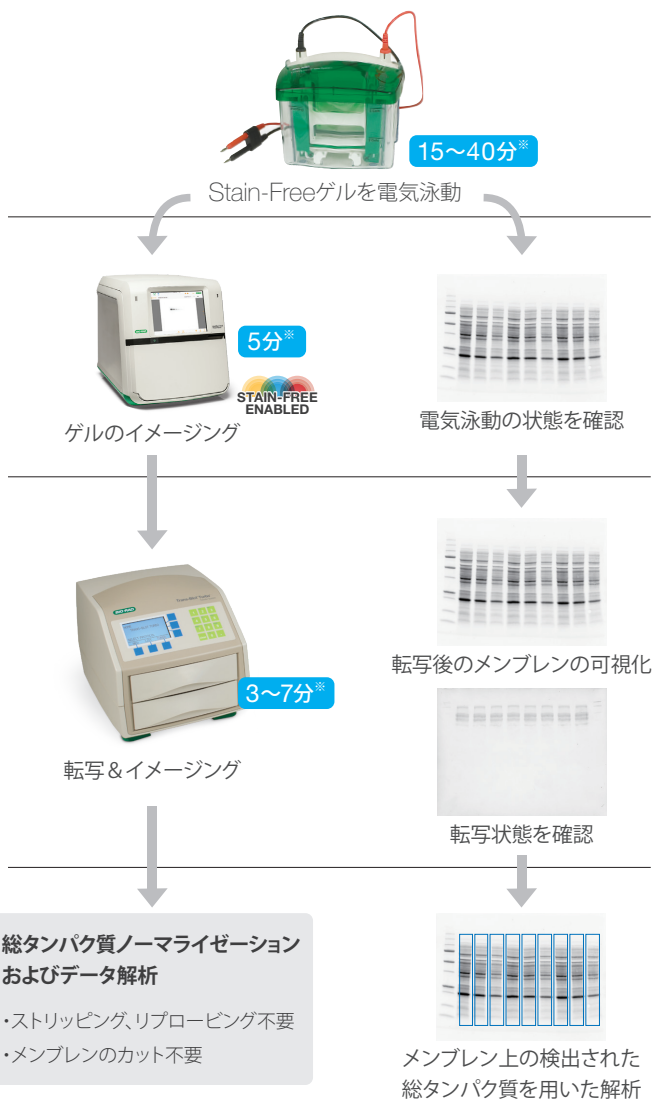 15～40分※
Stain-Freeゲルを電気泳動
5分※
STAIN-FREE
ENABLED
ゲルのイメージング
電気泳動の状態を確認
転写後のメンブレンの可視化
BIO-RAD
3～7分※
転写&イメージング
転写状態を確認
総タンパク質ノーマライゼーション
およびデータ解析
・ストリッピング、リプロービング不要
・メンブレンのカット不要
メンブレン上の検出された
総タンパク質を用いた解析